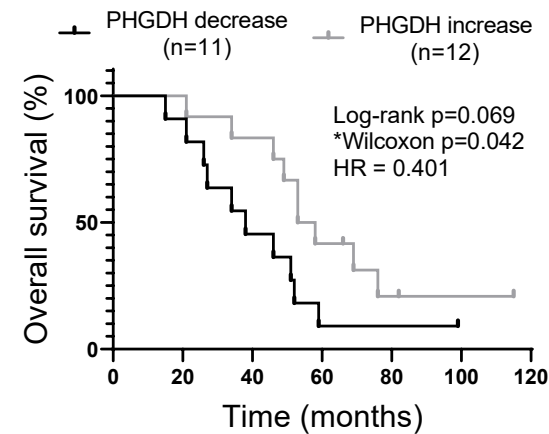 PHGDH decrease
(n=11)
PHGDH increase
(n=12)
Log-rank p=0.069
*Wilcoxon p=0.042
HR = 0.401
Overall survival (%)
100
50
0
0 20 40 60 80 100 120
Time (months)